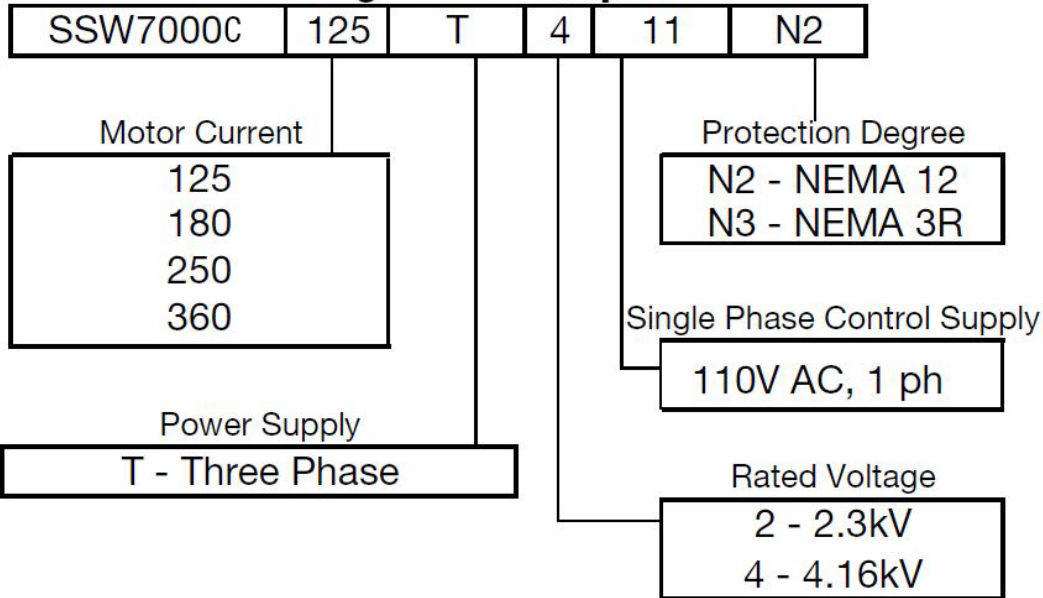 SSW7000C 125 T 4 11 N2
Motor Current
125
180
250
360
Power Supply
T - Three Phase
Protection Degree
N2 - NEMA 12
N3 - NEMA 3R
Single Phase Control Supply
110V AC, 1 ph
Rated Voltage
2 - 2.3kV
4 - 4.16kV